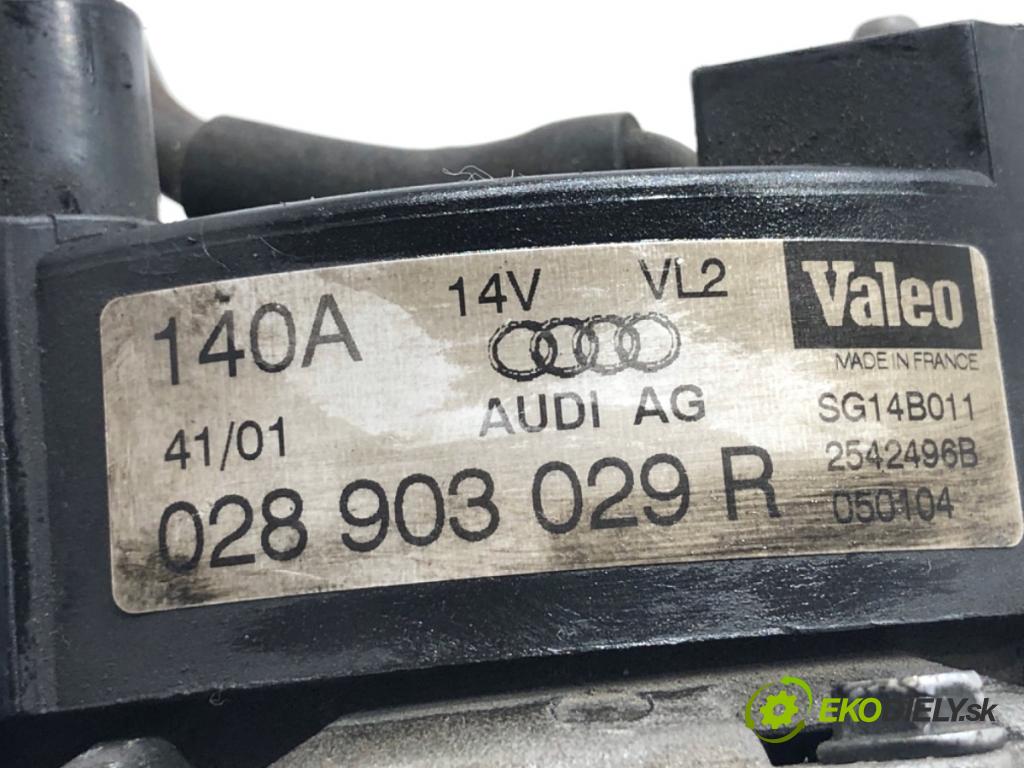 140A 14V VL2 Valeo
MADE IN FRANCE
AUDI AG SG14B011
41/01 2542496B
028 903 029 R 050104
EKODIELY.sk